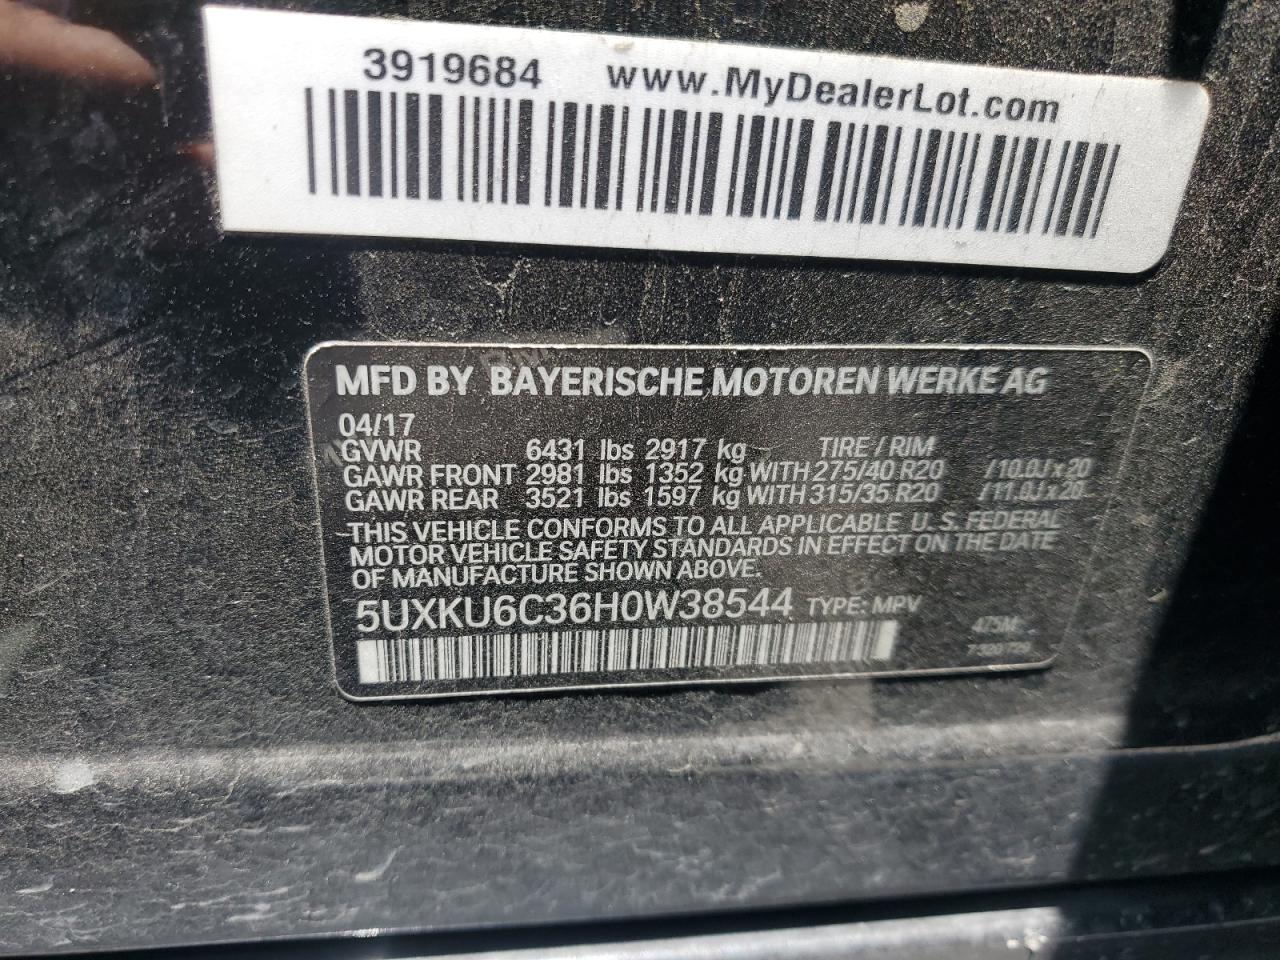 3919684 www.MyDealerLot.com
MFD BY BAYERISCHE MOTOREN WERKE AG
04/17
GVWR 6431 lbs 2917 kg TIRE / RIM
GAWR FRONT 2981 lbs 1352 kg WITH 275/40 R20 / 10.0J x 20
GAWR REAR 3521 lbs 1597 kg WITH 315/35 R20 / 11.0J x 20
THIS VEHICLE CONFORMS TO ALL APPLICABLE U. S. FEDERAL
MOTOR VEHICLE SAFETY STANDARDS IN EFFECT ON THE DATE
OF MANUFACTURE SHOWN ABOVE.
5UXKU6C36H0W38544 TYPE: MPV
475M